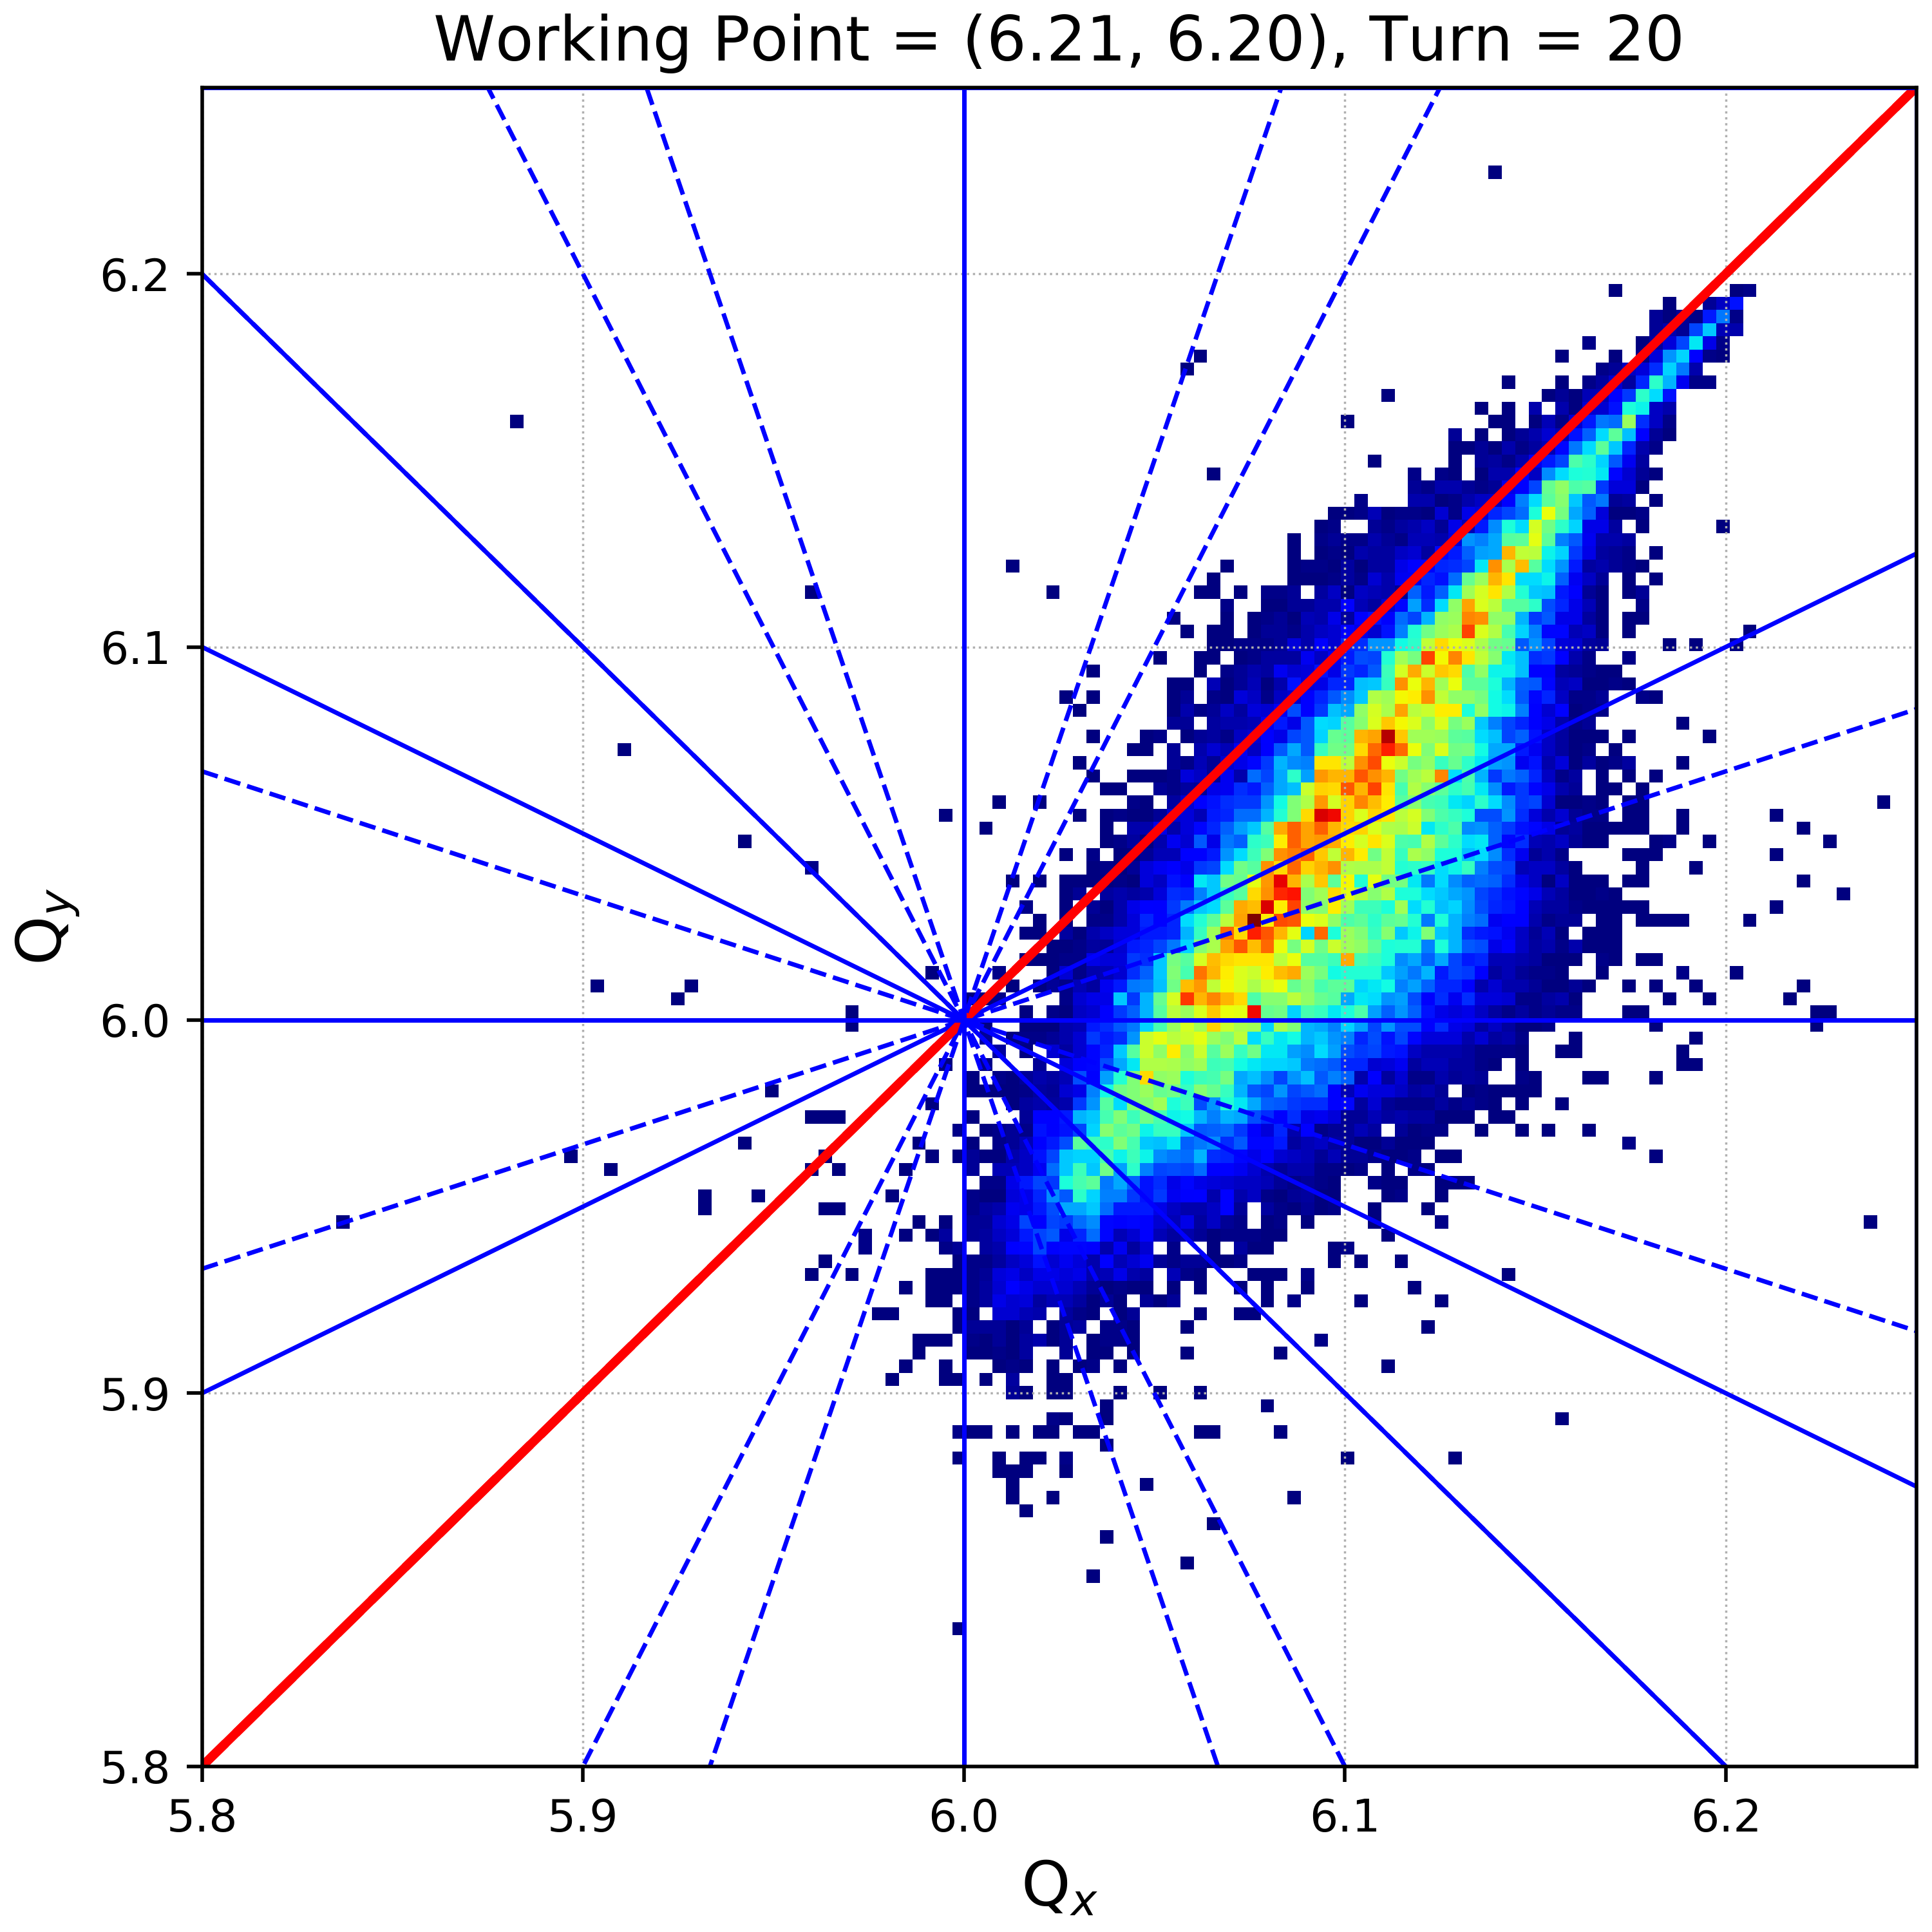 Working Point = (6.21, 6.20), Turn = 20
6.2
6.1
6.0
5.9
5.8
Qy
5.8 5.9 6.0 6.1 6.2
Qx